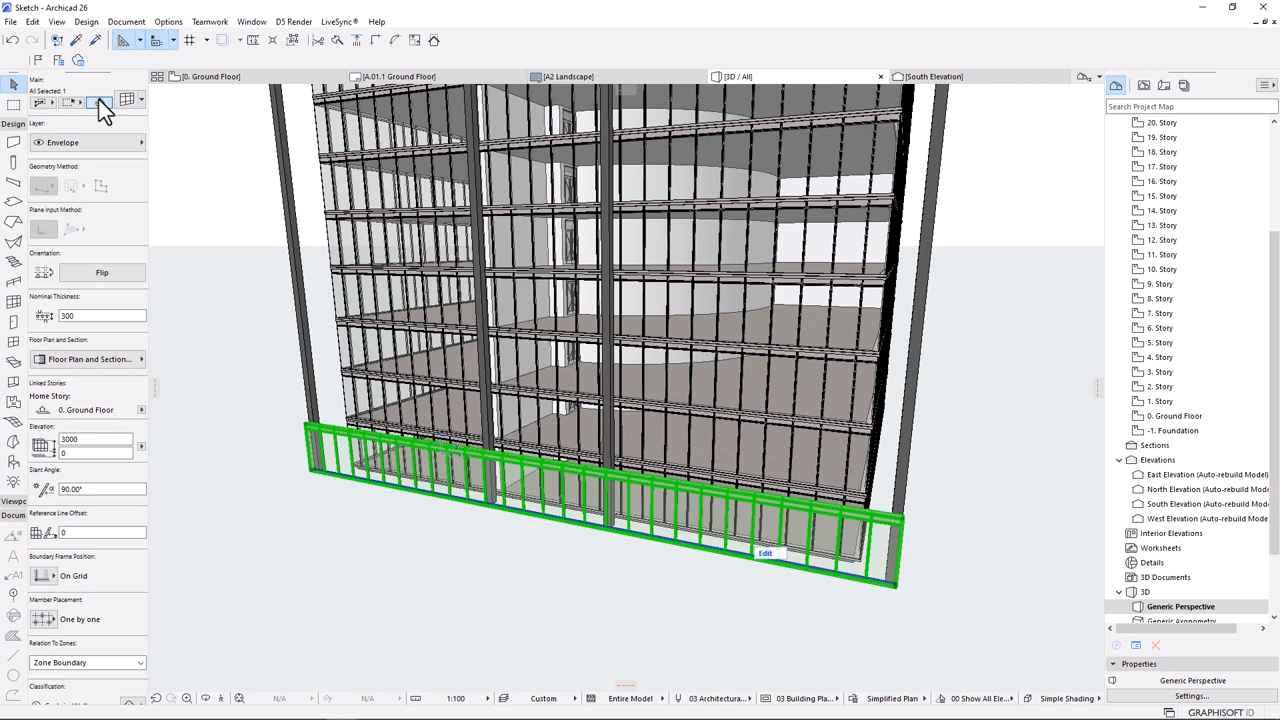 Sketch - Archicad 26
File Edit View Design Document Options Teamwork Window D5 Render LiveSync® Help
[0. Ground Floor] [A.01.1 Ground Floor] [A2 Landscape] [3D / All] [South Elevation]
Main:
All Selected: 1
Layer:
Envelope
Geometry Method:
Plane Input Method:
Orientation:
Flip
Nominal Thickness:
300
Floor Plan and Section:
Floor Plan and Section...
Linked Stories:
Home Story:
0. Ground Floor
Elevation:
3000
0
Slant Angle:
90.00°
Reference Line Offset:
0
Boundary Frame Position:
On Grid
Member Placement:
One by one
Relation To Zones:
Zone Boundary
Classification:
Design
Viewpc
Docum
Edit
Search Project Map
20. Story
19. Story
18. Story
17. Story
16. Story
15. Story
14. Story
13. Story
12. Story
11. Story
10. Story
9. Story
8. Story
7. Story
6. Story
5. Story
4. Story
3. Story
2. Story
1. Story
0. Ground Floor
-1. Foundation
Sections
Elevations
East Elevation (Auto-rebuild Model)
North Elevation (Auto-rebuild Model)
South Elevation (Auto-rebuild Model)
West Elevation (Auto-rebuild Model)
Interior Elevations
Worksheets
Details
3D Documents
3D
Generic Perspective
Generic Axonometry
Properties
Generic Perspective
Settings...
N/A N/A 1:100 Custom Entire Model 03 Architectura... 03 Building Pla... Simplified Plan 00 Show All Ele... Simple Shading
GRAPHISOFT ID